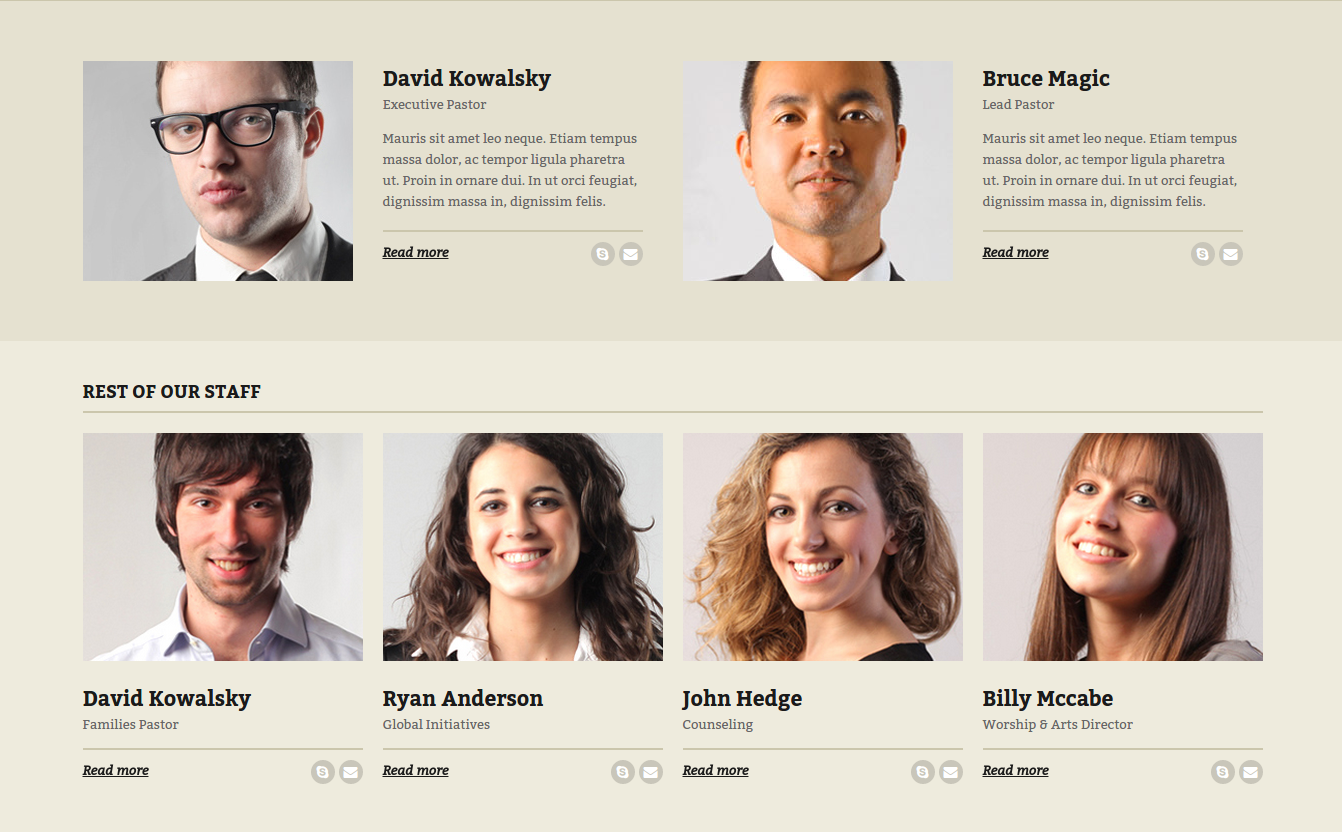 David Kowalsky
Executive Pastor
Mauris sit amet leo neque. Etiam tempus
massa dolor, ac tempor ligula pharetra
ut. Proin in ornare dui. In ut orci feugiat,
dignissim massa in, dignissim felis.
Read more
Bruce Magic
Lead Pastor
Mauris sit amet leo neque. Etiam tempus
massa dolor, ac tempor ligula pharetra
ut. Proin in ornare dui. In ut orci feugiat,
dignissim massa in, dignissim felis.
Read more
REST OF OUR STAFF
David Kowalsky
Families Pastor
Read more
Ryan Anderson
Global Initiatives
Read more
John Hedge
Counseling
Read more
Billy Mccabe
Worship & Arts Director
Read more